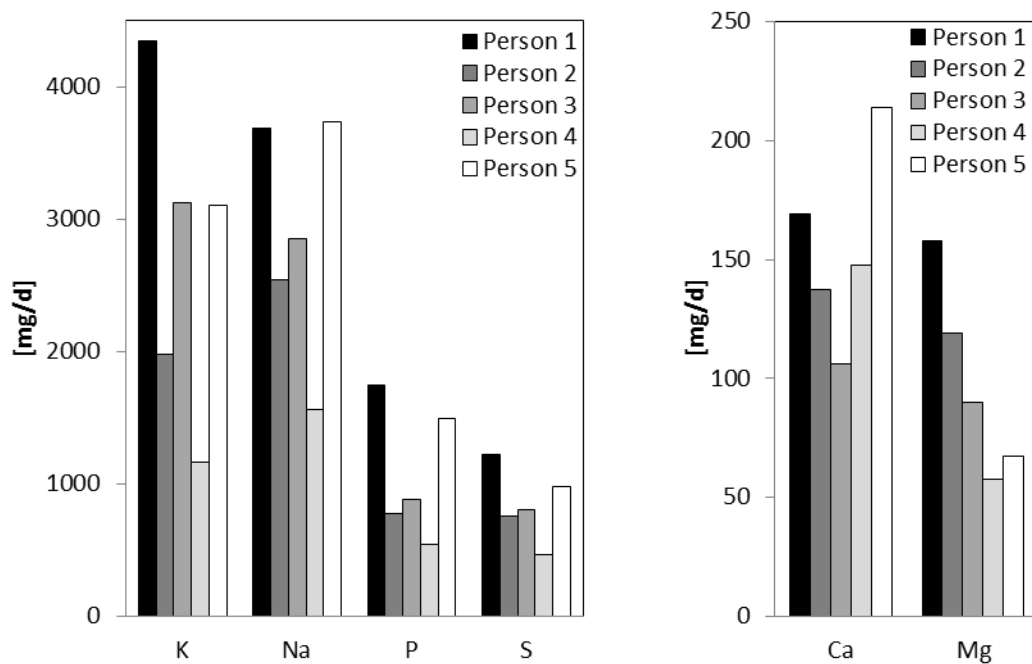 [mg/d]
4000
3000
2000
1000
0
K Na P S
Person 1
Person 2
Person 3
Person 4
Person 5
[mg/d]
250
200
150
100
50
0
Ca Mg
Person 1
Person 2
Person 3
Person 4
Person 5